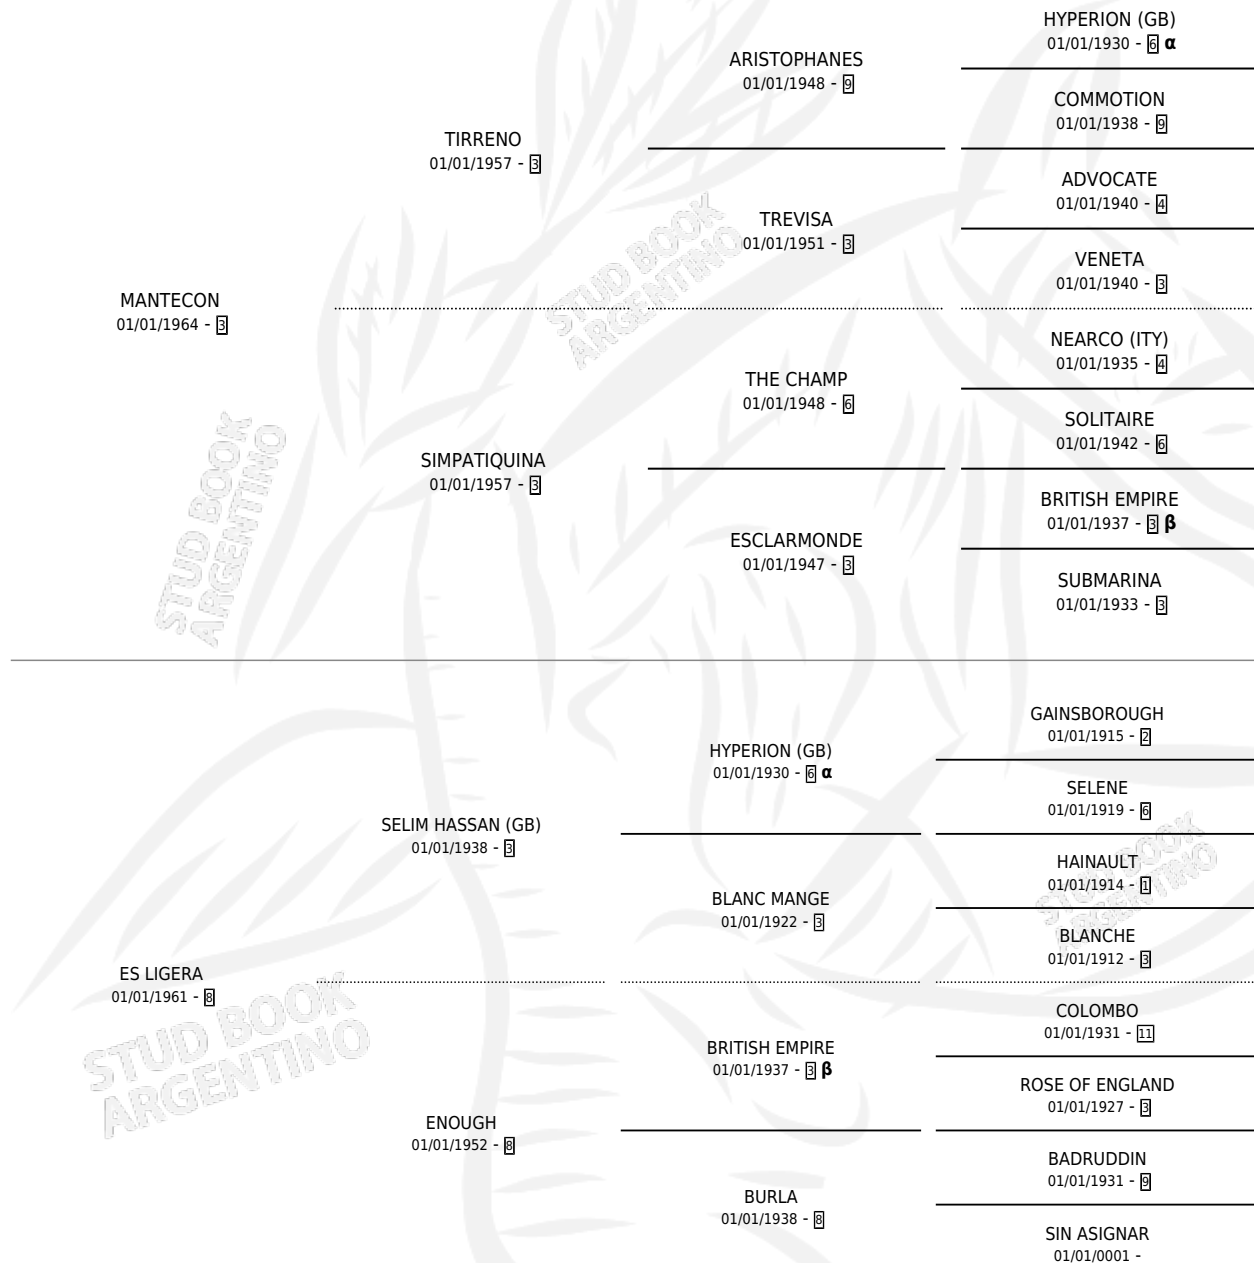 HYPERION (GB)
01/01/1930 - 6 α
ARISTOPHANES
01/01/1948 - 9
COMMOTION
01/01/1938 - 9
TIRRENO
01/01/1957 - 3
ADVOCATE
01/01/1940 - 4
TREVISA
01/01/1951 - 3
VENETA
01/01/1940 - 3
MANTECON
01/01/1964 - 3
NEARCO (ITY)
01/01/1935 - 4
THE CHAMP
01/01/1948 - 6
SOLITAIRE
01/01/1942 - 6
SIMPATIQUINA
01/01/1957 - 3
BRITISH EMPIRE
01/01/1937 - 3 β
ESCLARMONDE
01/01/1947 - 3
SUBMARINA
01/01/1933 - 3
GAINSBOROUGH
01/01/1915 - 2
HYPERION (GB)
01/01/1930 - 6 α
SELENE
01/01/1919 - 6
SELIM HASSAN (GB)
01/01/1938 - 3
HAINAULT
01/01/1914 - 1
BLANC MANGE
01/01/1922 - 3
BLANCHE
01/01/1912 - 3
ES LIGERA
01/01/1961 - 8
COLOMBO
01/01/1931 - 11
BRITISH EMPIRE
01/01/1937 - 3 β
ROSE OF ENGLAND
01/01/1927 - 3
ENOUGH
01/01/1952 - 8
BADRUDDIN
01/01/1931 - 9
BURLA
01/01/1938 - 8
SIN ASIGNAR
01/01/0001 -
STUD BOOK
ARGENTINO
STUD BOOK
ARGENTINO
STUD BOOK
ARGENTINO
STUD BOOK
ARGENTINO